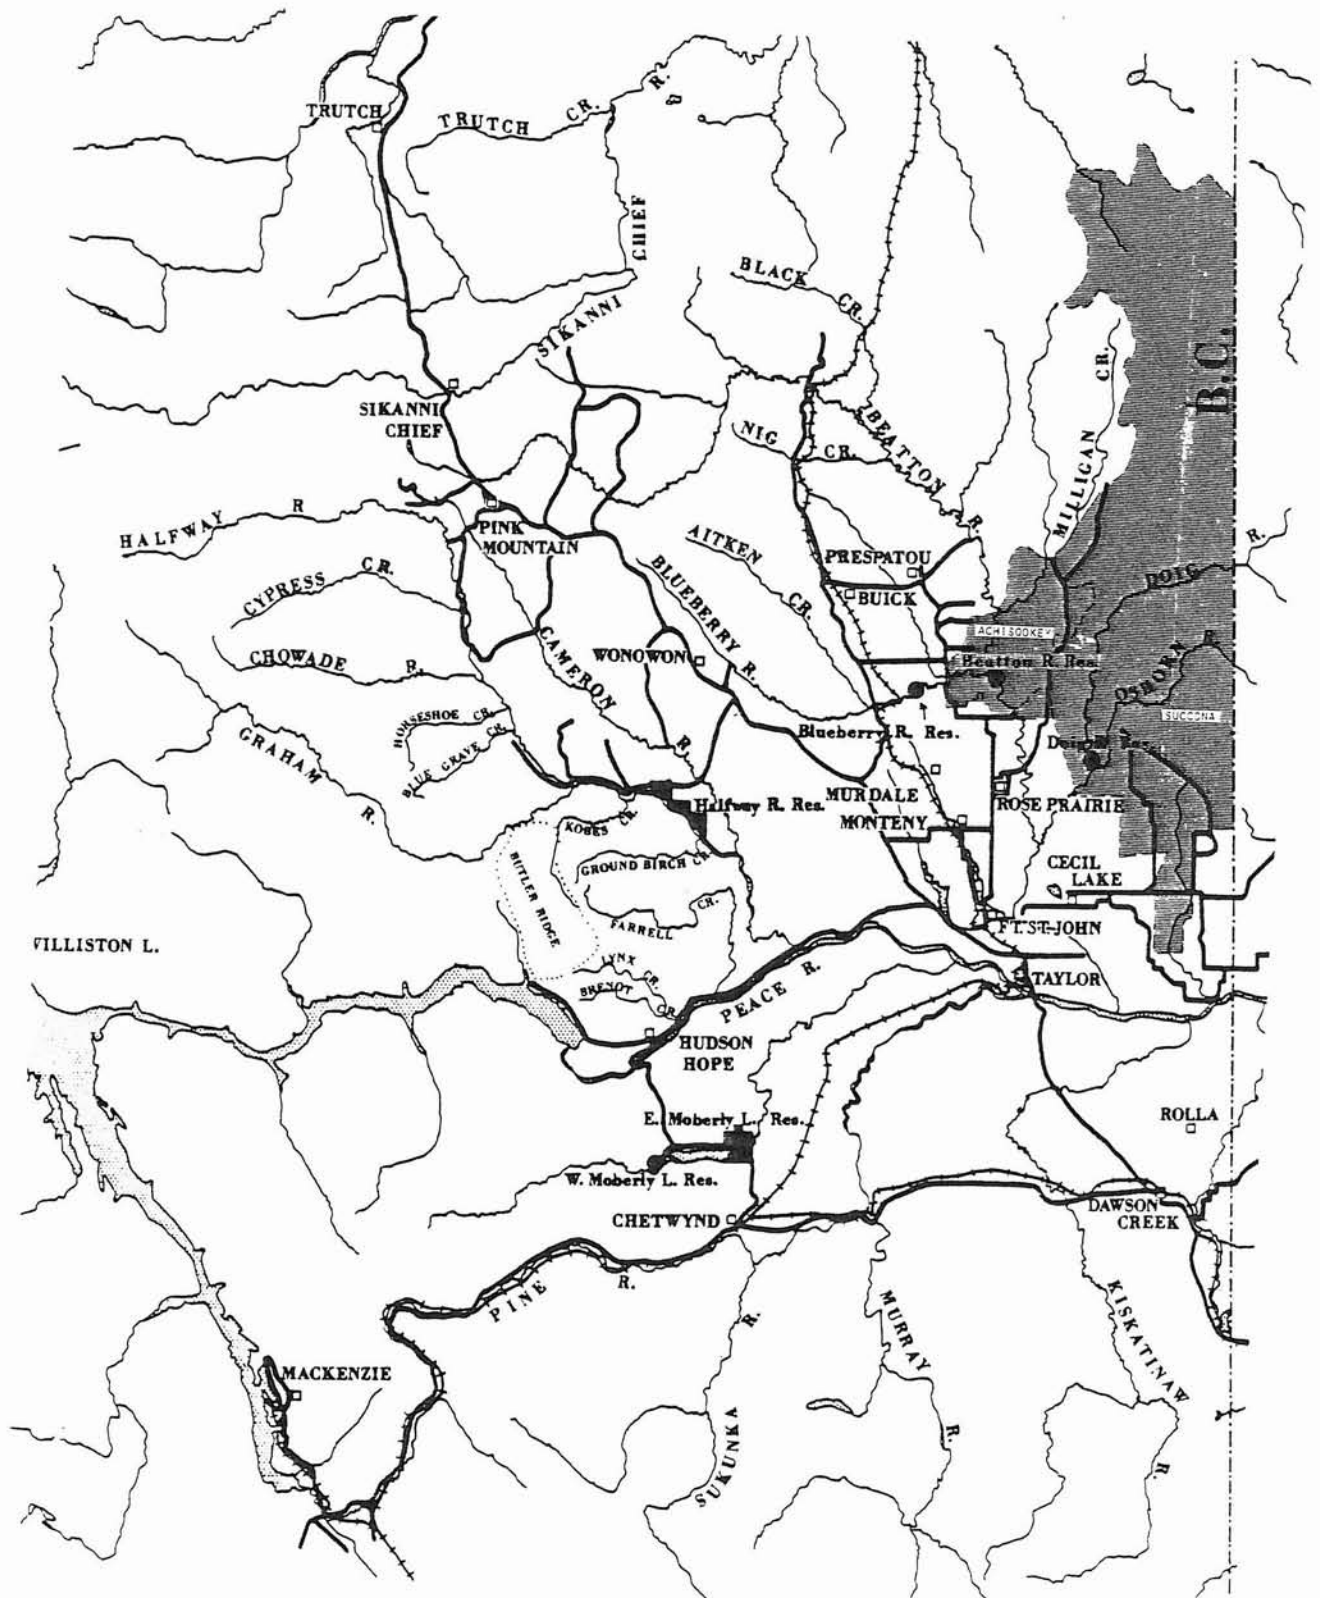 TRUTCH
TRUTCH CR.
R.
CHIEF
BLACK
CR.
SIKANNI
B.C.
SIKANNI
CHIEF
NIG
CR.
BEATTON
R.
MILLIGAN
CR.
HALFWAY R
PINK
MOUNTAIN
AITKEN
CR.
PRESPATOU
BUICK
DOIG
R.
CYPRESS CR.
BLUEBERRY
R.
CAMERON
R.
WONOWON
ACHISOOKEY
Beatton R. Res.
CHOWADE R.
OSBORN
R.
SUCCONA
HORSESHOE CR.
BLUE GRAVE CR.
GRAHAM
R.
Blueberry R. Res.
Doig R. Res.
MURDALE
ROSE PRAIRIE
Halfway R. Res.
MONTENY
KOBES CR.
GROUND BIRCH CR.
BUTLER RIDGE
CECIL
LAKE
FARRELL
CR.
FT. ST. JOHN
VILLISTON L.
LYNX CR.
BRENOT
CR.
PEACE R.
TAYLOR
HUDSON
HOPE
E. Moberly L. Res.
ROLLA
W. Moberly L. Res.
CHETWYND
DAWSON
CREEK
PINE R.
MURRAY
R.
KISKATINAW
R.
MACKENZIE
SUKUNKA
R.